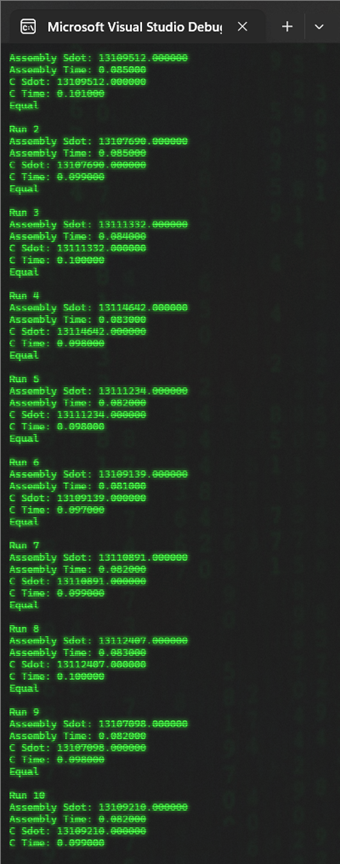 Microsoft Visual Studio Debug
Assembly Sdot: 13109512.000000
Assembly Time: 0.085000
C Sdot: 13109512.000000
C Time: 0.101000
Equal
Run 2
Assembly Sdot: 13107690.000000
Assembly Time: 0.085000
C Sdot: 13107690.000000
C Time: 0.099000
Equal
Run 3
Assembly Sdot: 13111332.000000
Assembly Time: 0.084000
C Sdot: 13111332.000000
C Time: 0.100000
Equal
Run 4
Assembly Sdot: 13114642.000000
Assembly Time: 0.083000
C Sdot: 13114642.000000
C Time: 0.098000
Equal
Run 5
Assembly Sdot: 13111234.000000
Assembly Time: 0.082000
C Sdot: 13111234.000000
C Time: 0.098000
Equal
Run 6
Assembly Sdot: 13109139.000000
Assembly Time: 0.081000
C Sdot: 13109139.000000
C Time: 0.097000
Equal
Run 7
Assembly Sdot: 13110891.000000
Assembly Time: 0.082000
C Sdot: 13110891.000000
C Time: 0.099000
Equal
Run 8
Assembly Sdot: 13112407.000000
Assembly Time: 0.083000
C Sdot: 13112407.000000
C Time: 0.100000
Equal
Run 9
Assembly Sdot: 13107098.000000
Assembly Time: 0.082000
C Sdot: 13107098.000000
C Time: 0.098000
Equal
Run 10
Assembly Sdot: 13109210.000000
Assembly Time: 0.082000
C Sdot: 13109210.000000
C Time: 0.099000